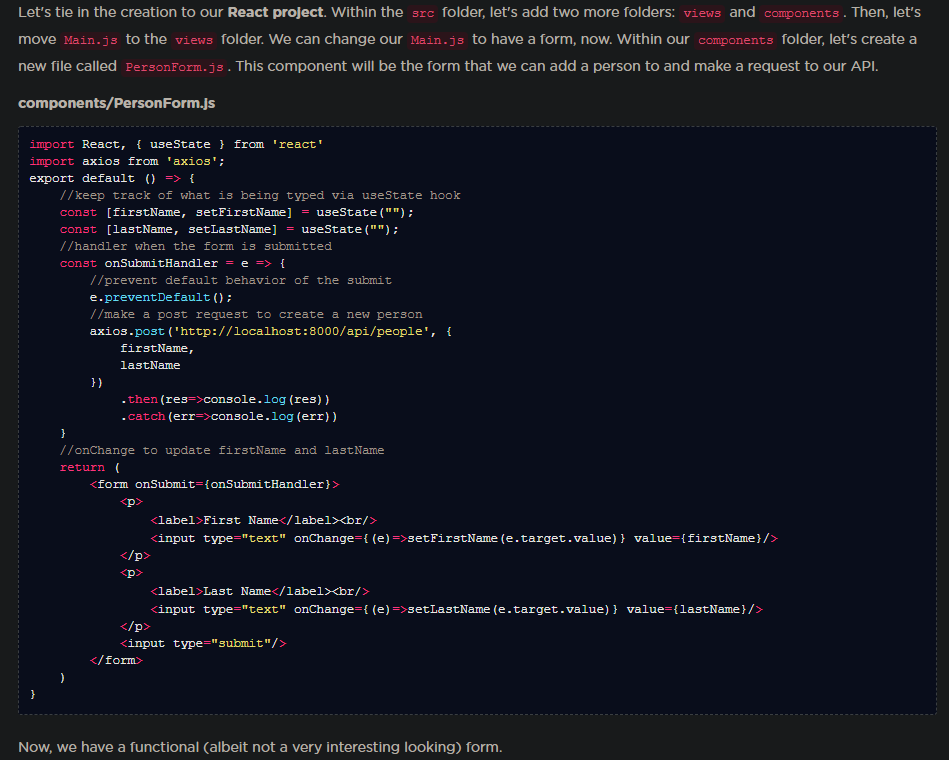 Let's tie in the creation to our React project. Within the src folder, let's add two more folders: views and components. Then, let's
move Main.js to the views folder. We can change our Main.js to have a form, now. Within our components folder, let's create a
new file called PersonForm.js. This component will be the form that we can add a person to and make a request to our API.
components/PersonForm.js
import React, { useState } from 'react'
import axios from 'axios';
export default () => {
    //keep track of what is being typed via useState hook
    const [firstName, setFirstName] = useState("");
    const [lastName, setLastName] = useState("");
    //handler when the form is submitted
    const onSubmitHandler = e => {
        //prevent default behavior of the submit
        e.preventDefault();
        //make a post request to create a new person
        axios.post('http://localhost:8000/api/people', {
            firstName,
            lastName
        })
            .then(res=>console.log(res))
            .catch(err=>console.log(err))
    }
    //onChange to update firstName and lastName
    return (
        <form onSubmit={onSubmitHandler}>
            <p>
                <label>First Name</label><br/>
                <input type="text" onChange={(e)=>setFirstName(e.target.value)} value={firstName}/>
            </p>
            <p>
                <label>Last Name</label><br/>
                <input type="text" onChange={(e)=>setLastName(e.target.value)} value={lastName}/>
            </p>
            <input type="submit"/>
        </form>
    )
}
Now, we have a functional (albeit not a very interesting looking) form.